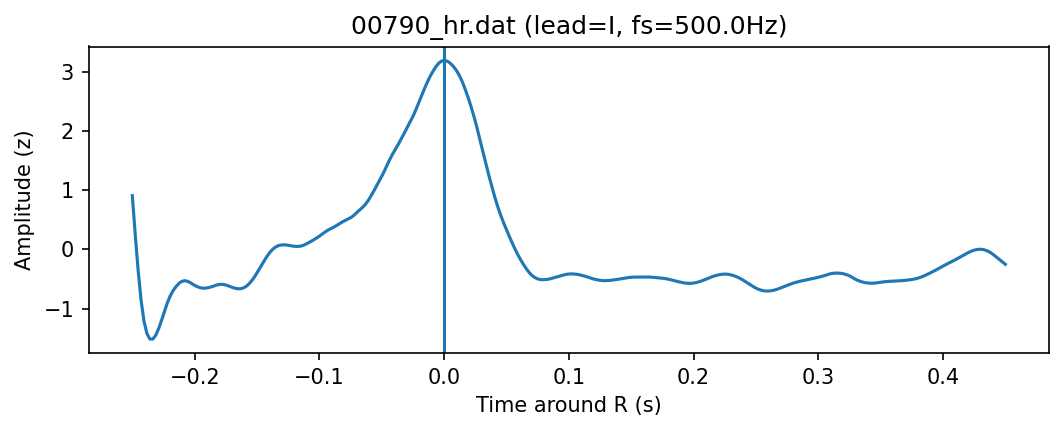 00790_hr.dat (lead=I, fs=500.0Hz)
Amplitude (z)
3
2
1
0
−1
−0.2 −0.1 0.0 0.1 0.2 0.3 0.4
Time around R (s)